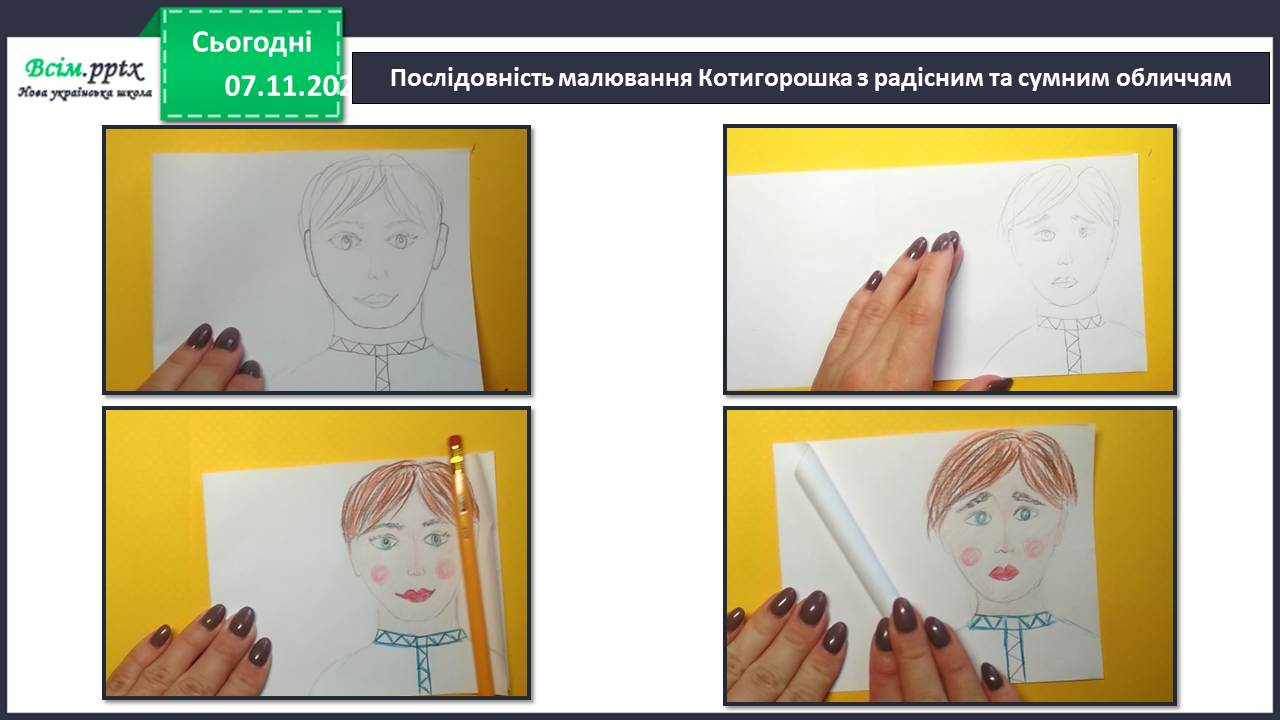 Всім.pptx
Нова українська школа
Сьогодні
07.11.202
Послідовність малювання Котигорошка з радісним та сумним обличчям